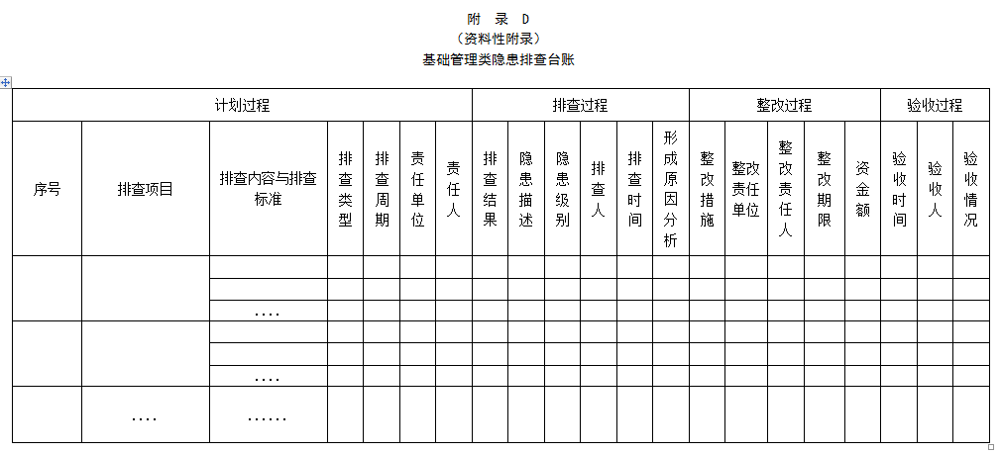 附 录 D
（资料性附录）
基础管理类隐患排查台账
计划过程 排查过程 整改过程 验收过程
序号
排查项目
排查内容与排查
标准
排查类型
排查周期
责任单位
责任人
排查结果
隐患描述
隐患级别
排查人
排查时间
形成原因分析
整改措施
整改
责任
单位
整改责任人
整改期限
资金额
验收时间
验收人
验收情况
....
....
.... ......